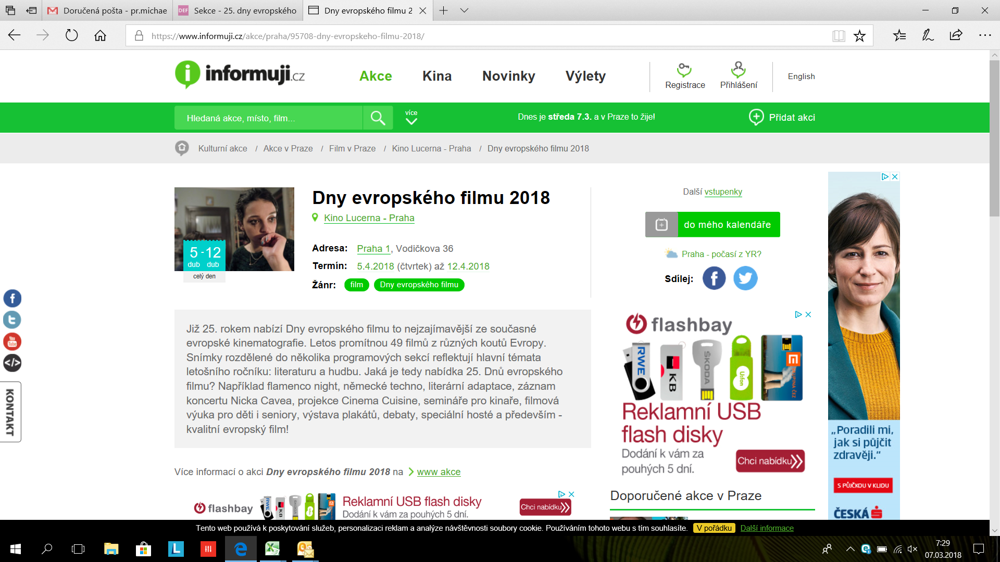 Doručená pošta - pr.michae
DEF Sekce - 25. dny evropského
Dny evropského filmu 2
https://www.informuji.cz/akce/praha/95708-dny-evropskeho-filmu-2018/
informuji.cz
Akce
Kina
Novinky
Výlety
Registrace
Přihlášení
English
Hledaná akce, místo, film...
více
Dnes je středa 7.3. a v Praze to žije!
Přidat akci
Kulturní akce / Akce v Praze / Film v Praze / Kino Lucerna - Praha / Dny evropského filmu 2018
5 - 12
dub dub
celý den
Dny evropského filmu 2018
Kino Lucerna - Praha
Adresa: Praha 1, Vodičkova 36
Termín: 5.4.2018 (čtvrtek) až 12.4.2018
Žánr: film Dny evropského filmu
Další vstupenky
do mého kalendáře
Praha - počasí z YR?
Sdílej:
Již 25. rokem nabízí Dny evropského filmu to nejzajímavější ze současné
evropské kinematografie. Letos promítnou 49 filmů z různých koutů Evropy.
Snímky rozdělené do několika programových sekcí reflektují hlavní témata
letošního ročníku: literaturu a hudbu. Jaká je tedy nabídka 25. Dnů evropského
filmu? Například flamenco night, německé techno, literární adaptace, záznam
koncertu Nicka Cavea, projekce Cinema Cuisine, semináře pro kinaře, filmová
výuka pro děti i seniory, výstava plakátů, debaty, speciální hosté a především -
kvalitní evropský film!
Více informací o akci Dny evropského filmu 2018 na www akce
flashbay
Reklamní USB flash disky
Dodání k vám za pouhých 5 dní.
Chci nabídku
You
Tube
KONTAKT
flashbay
RWE
KB
ŠKODA
U:fon
Reklamní USB
flash disky
Dodání k vám za
pouhých 5 dní.
Chci nabídku
Doporučené akce v Praze
„Poradili mi,
jak si půjčit
zdravěji.“
S PŮJČKOU V KLIDU
ČESKÁ
Tento web používá k poskytování služeb, personalizaci reklam a analýze návštěvnosti soubory cookie. Používáním tohoto webu s tím souhlasíte. V pořádku Další informace
7:29
07.03.2018